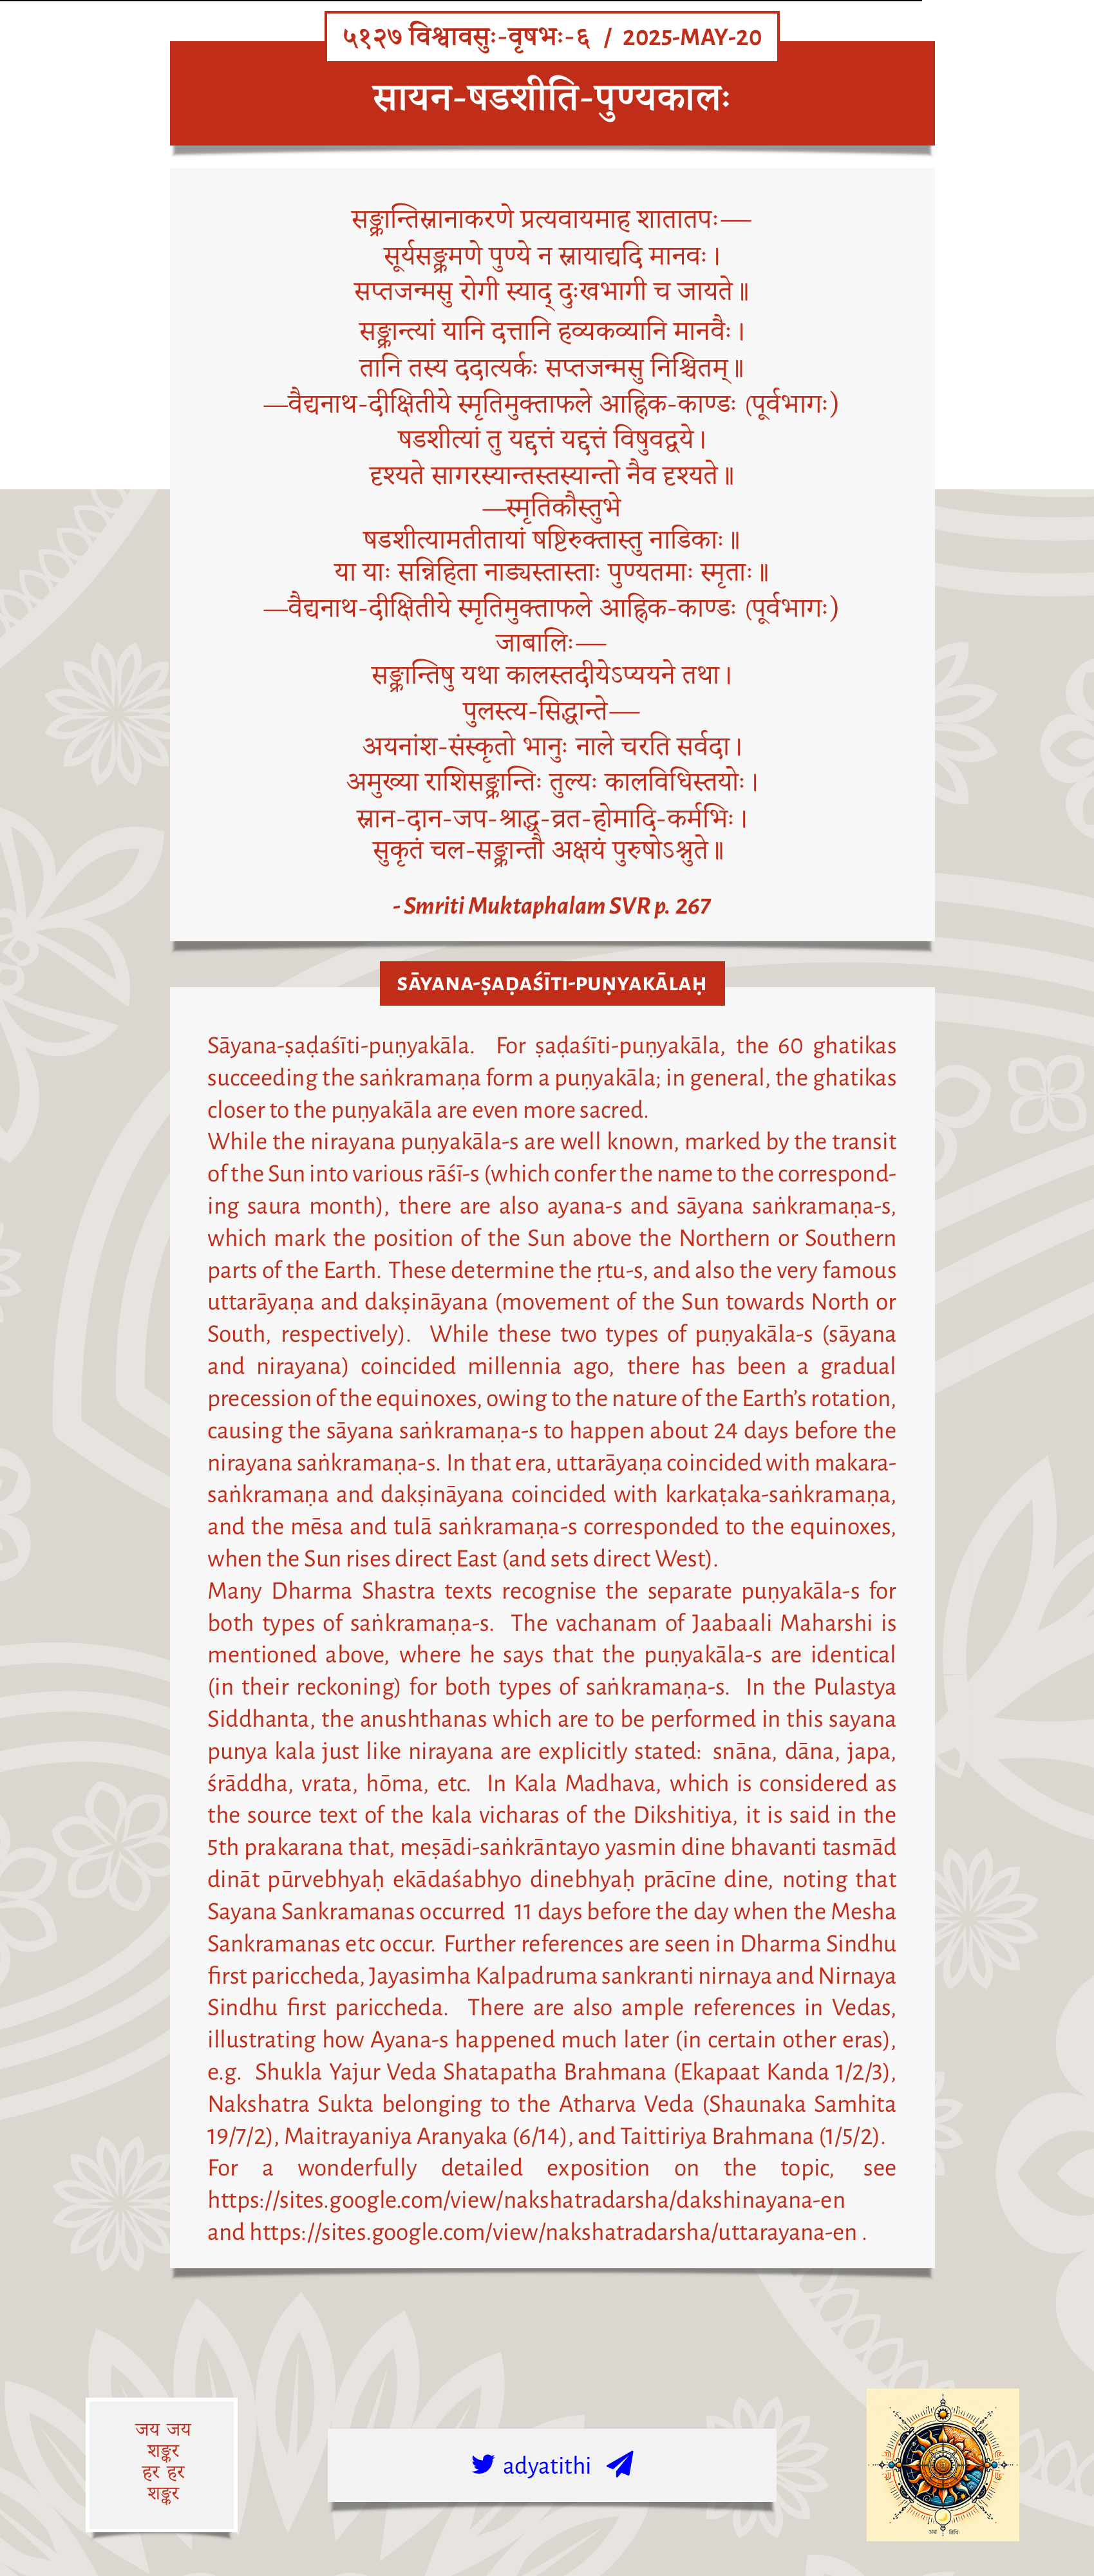 ५१२७ विश्वावसुः-वृषभः-६ / 2025-MAY-20
सायन-षडशीति-पुण्यकालः
सङ्क्रान्तिस्नानाकरणे प्रत्यवायमाह शातातपः—
सूर्यसङ्क्रमणे पुण्ये न स्नायाद्यदि मानवः।
सप्तजन्मसु रोगी स्याद् दुःखभागी च जायते॥
सङ्क्रान्त्यां यानि दत्तानि हव्यकव्यानि मानवैः।
तानि तस्य ददात्यर्कः सप्तजन्मसु निश्चितम्॥
—वैद्यनाथ-दीक्षितीये स्मृतिमुक्ताफले आह्निक-काण्डः (पूर्वभागः)
षडशीत्यां तु यद्दत्तं यद्दत्तं विषुवद्वये।
दृश्यते सागरस्यान्तस्तस्यान्तो नैव दृश्यते॥
—स्मृतिकौस्तुभे
षडशीत्यामतीतायां षष्टिरुक्तास्तु नाडिकाः॥
या याः सन्निहिता नाड्यस्तास्ताः पुण्यतमाः स्मृताः॥
—वैद्यनाथ-दीक्षितीये स्मृतिमुक्ताफले आह्निक-काण्डः (पूर्वभागः)
जाबालिः—
सङ्क्रान्तिषु यथा कालस्तदीयेऽप्ययने तथा।
पुलस्त्य-सिद्धान्ते—
अयनांश-संस्कृतो भानुः नाले चरति सर्वदा।
अमुख्या राशिसङ्क्रान्तिः तुल्यः कालविधिस्तयोः।
स्नान-दान-जप-श्राद्ध-व्रत-होमादि-कर्मभिः।
सुकृतं चल-सङ्क्रान्तौ अक्षयं पुरुषोऽश्नुते॥
- Smriti Muktaphalam SVR p. 267
SĀYANA-ṢAḌAŚĪTI-PUṆYAKĀLAḤ
Sāyana-ṣaḍaśīti-puṇyakāla. For ṣaḍaśīti-puṇyakāla, the 60 ghatikas
succeeding the saṅkramaṇa form a puṇyakāla; in general, the ghatikas
closer to the puṇyakāla are even more sacred.
While the nirayana puṇyakāla-s are well known, marked by the transit
of the Sun into various rāśī-s (which confer the name to the correspond-
ing saura month), there are also ayana-s and sāyana saṅkramaṇa-s,
which mark the position of the Sun above the Northern or Southern
parts of the Earth. These determine the ṛtu-s, and also the very famous
uttarāyaṇa and dakṣināyana (movement of the Sun towards North or
South, respectively). While these two types of puṇyakāla-s (sāyana
and nirayana) coincided millennia ago, there has been a gradual
precession of the equinoxes, owing to the nature of the Earth's rotation,
causing the sāyana saṅkramaṇa-s to happen about 24 days before the
nirayana saṅkramaṇa-s. In that era, uttarāyaṇa coincided with makara-
saṅkramaṇa and dakṣināyana coincided with karkaṭaka-saṅkramaṇa,
and the mēsa and tulā saṅkramaṇa-s corresponded to the equinoxes,
when the Sun rises direct East (and sets direct West).
Many Dharma Shastra texts recognise the separate puṇyakāla-s for
both types of saṅkramaṇa-s. The vachanam of Jaabaali Maharshi is
mentioned above, where he says that the puṇyakāla-s are identical
(in their reckoning) for both types of saṅkramaṇa-s. In the Pulastya
Siddhanta, the anushthanas which are to be performed in this sayana
punya kala just like nirayana are explicitly stated: snāna, dāna, japa,
śrāddha, vrata, hōma, etc. In Kala Madhava, which is considered as
the source text of the kala vicharas of the Dikshitiya, it is said in the
5th prakarana that, meṣādi-saṅkrāntayo yasmin dine bhavanti tasmād
dināt pūrvebhyaḥ ekādaśabhyo dinebhyaḥ prācīne dine, noting that
Sayana Sankramanas occurred 11 days before the day when the Mesha
Sankramanas etc occur. Further references are seen in Dharma Sindhu
first pariccheda, Jayasimha Kalpadruma sankranti nirnaya and Nirnaya
Sindhu first pariccheda. There are also ample references in Vedas,
illustrating how Ayana-s happened much later (in certain other eras),
e.g. Shukla Yajur Veda Shatapatha Brahmana (Ekapaat Kanda 1/2/3),
Nakshatra Sukta belonging to the Atharva Veda (Shaunaka Samhita
19/7/2), Maitrayaniya Aranyaka (6/14), and Taittiriya Brahmana (1/5/2).
For a wonderfully detailed exposition on the topic, see
https://sites.google.com/view/nakshatradarsha/dakshinayana-en
and https://sites.google.com/view/nakshatradarsha/uttarayana-en .
जय जय
शङ्कर
हर हर
शङ्कर
adyatithi
अद्य तिथिः